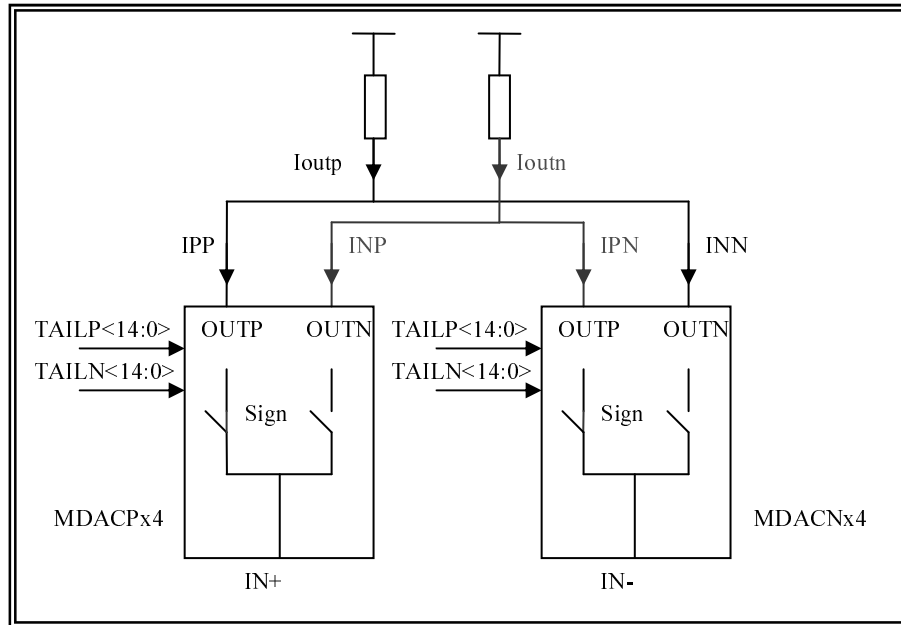 Ioutp
Ioutn
IPP
INP
IPN
INN
TAILP<14:0>
OUTP
OUTN
TAILP<14:0>
OUTP
OUTN
TAILN<14:0>
TAILN<14:0>
Sign
Sign
MDACPx4
MDACNx4
IN+
IN-